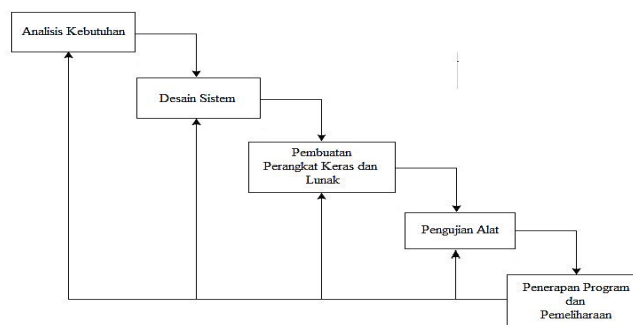 Analisis Kebutuhan
Desain Sistem
Pembuatan
Perangkat Keras dan
Lunak
Pengujian Alat
Penerapan Program
dan
Pemeliharaan